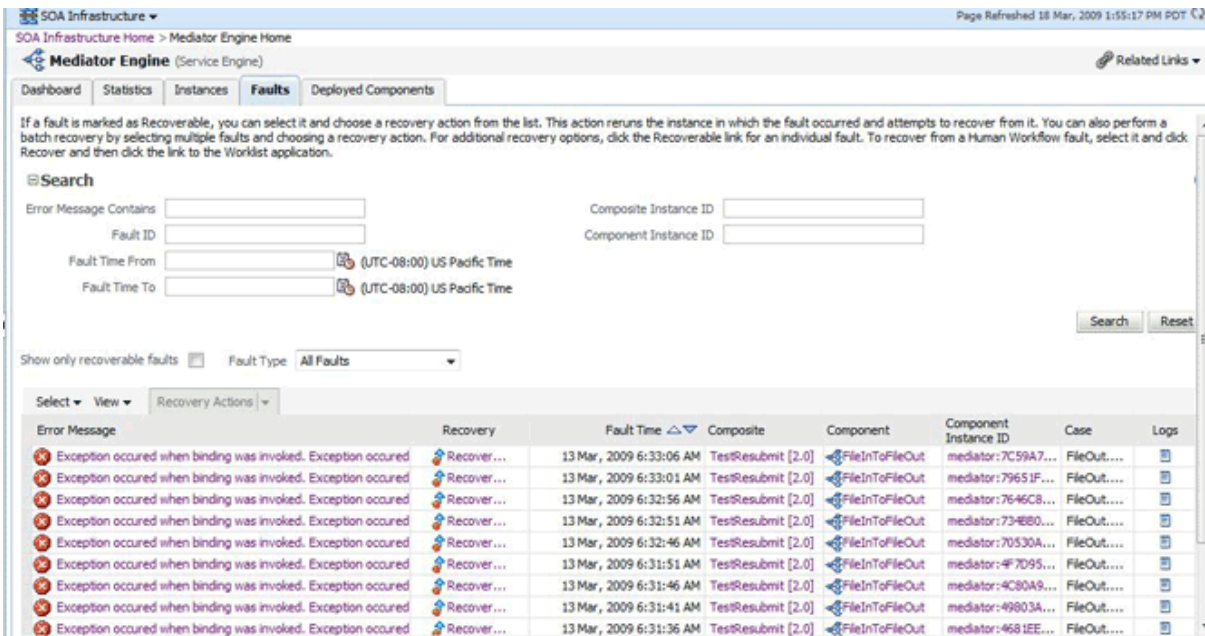 SOA Infrastructure
Page Refreshed 18 Mar, 2009 1:55:17 PM PDT
SOA Infrastructure Home > Mediator Engine Home
Mediator Engine (Service Engine)
Related Links
Dashboard Statistics Instances Faults Deployed Components
If a fault is marked as Recoverable, you can select it and choose a recovery action from the list. This action reruns the instance in which the fault occurred and attempts to recover from it. You can also perform a
batch recovery by selecting multiple faults and choosing a recovery action. For additional recovery options, click the Recoverable link for an individual fault. To recover from a Human Workflow fault, select it and click
Recover and then click the link to the Worklist application.
Search
Error Message Contains Composite Instance ID
Fault ID Component Instance ID
Fault Time From (UTC-08:00) US Pacific Time
Fault Time To (UTC-08:00) US Pacific Time
Search Reset
Show only recoverable faults Fault Type All Faults
Select View Recovery Actions
Error Message Recovery Fault Time Composite Component Component Instance ID Case Logs
Exception occured when binding was invoked. Exception occured Recover... 13 Mar, 2009 6:33:06 AM TestResubmit [2.0] FileInToFileOut mediator:7C59A7... FileOut....
Exception occured when binding was invoked. Exception occured Recover... 13 Mar, 2009 6:33:01 AM TestResubmit [2.0] FileInToFileOut mediator:79651F... FileOut....
Exception occured when binding was invoked. Exception occured Recover... 13 Mar, 2009 6:32:56 AM TestResubmit [2.0] FileInToFileOut mediator:7646C8... FileOut....
Exception occured when binding was invoked. Exception occured Recover... 13 Mar, 2009 6:32:51 AM TestResubmit [2.0] FileInToFileOut mediator:734BB0... FileOut....
Exception occured when binding was invoked. Exception occured Recover... 13 Mar, 2009 6:32:46 AM TestResubmit [2.0] FileInToFileOut mediator:70530A... FileOut....
Exception occured when binding was invoked. Exception occured Recover... 13 Mar, 2009 6:31:51 AM TestResubmit [2.0] FileInToFileOut mediator:4F7D95... FileOut....
Exception occured when binding was invoked. Exception occured Recover... 13 Mar, 2009 6:31:46 AM TestResubmit [2.0] FileInToFileOut mediator:4C80A9... FileOut....
Exception occured when binding was invoked. Exception occured Recover... 13 Mar, 2009 6:31:41 AM TestResubmit [2.0] FileInToFileOut mediator:49803A... FileOut....
Exception occured when binding was invoked. Exception occured Recover... 13 Mar, 2009 6:31:36 AM TestResubmit [2.0] FileInToFileOut mediator:4681EE... FileOut....